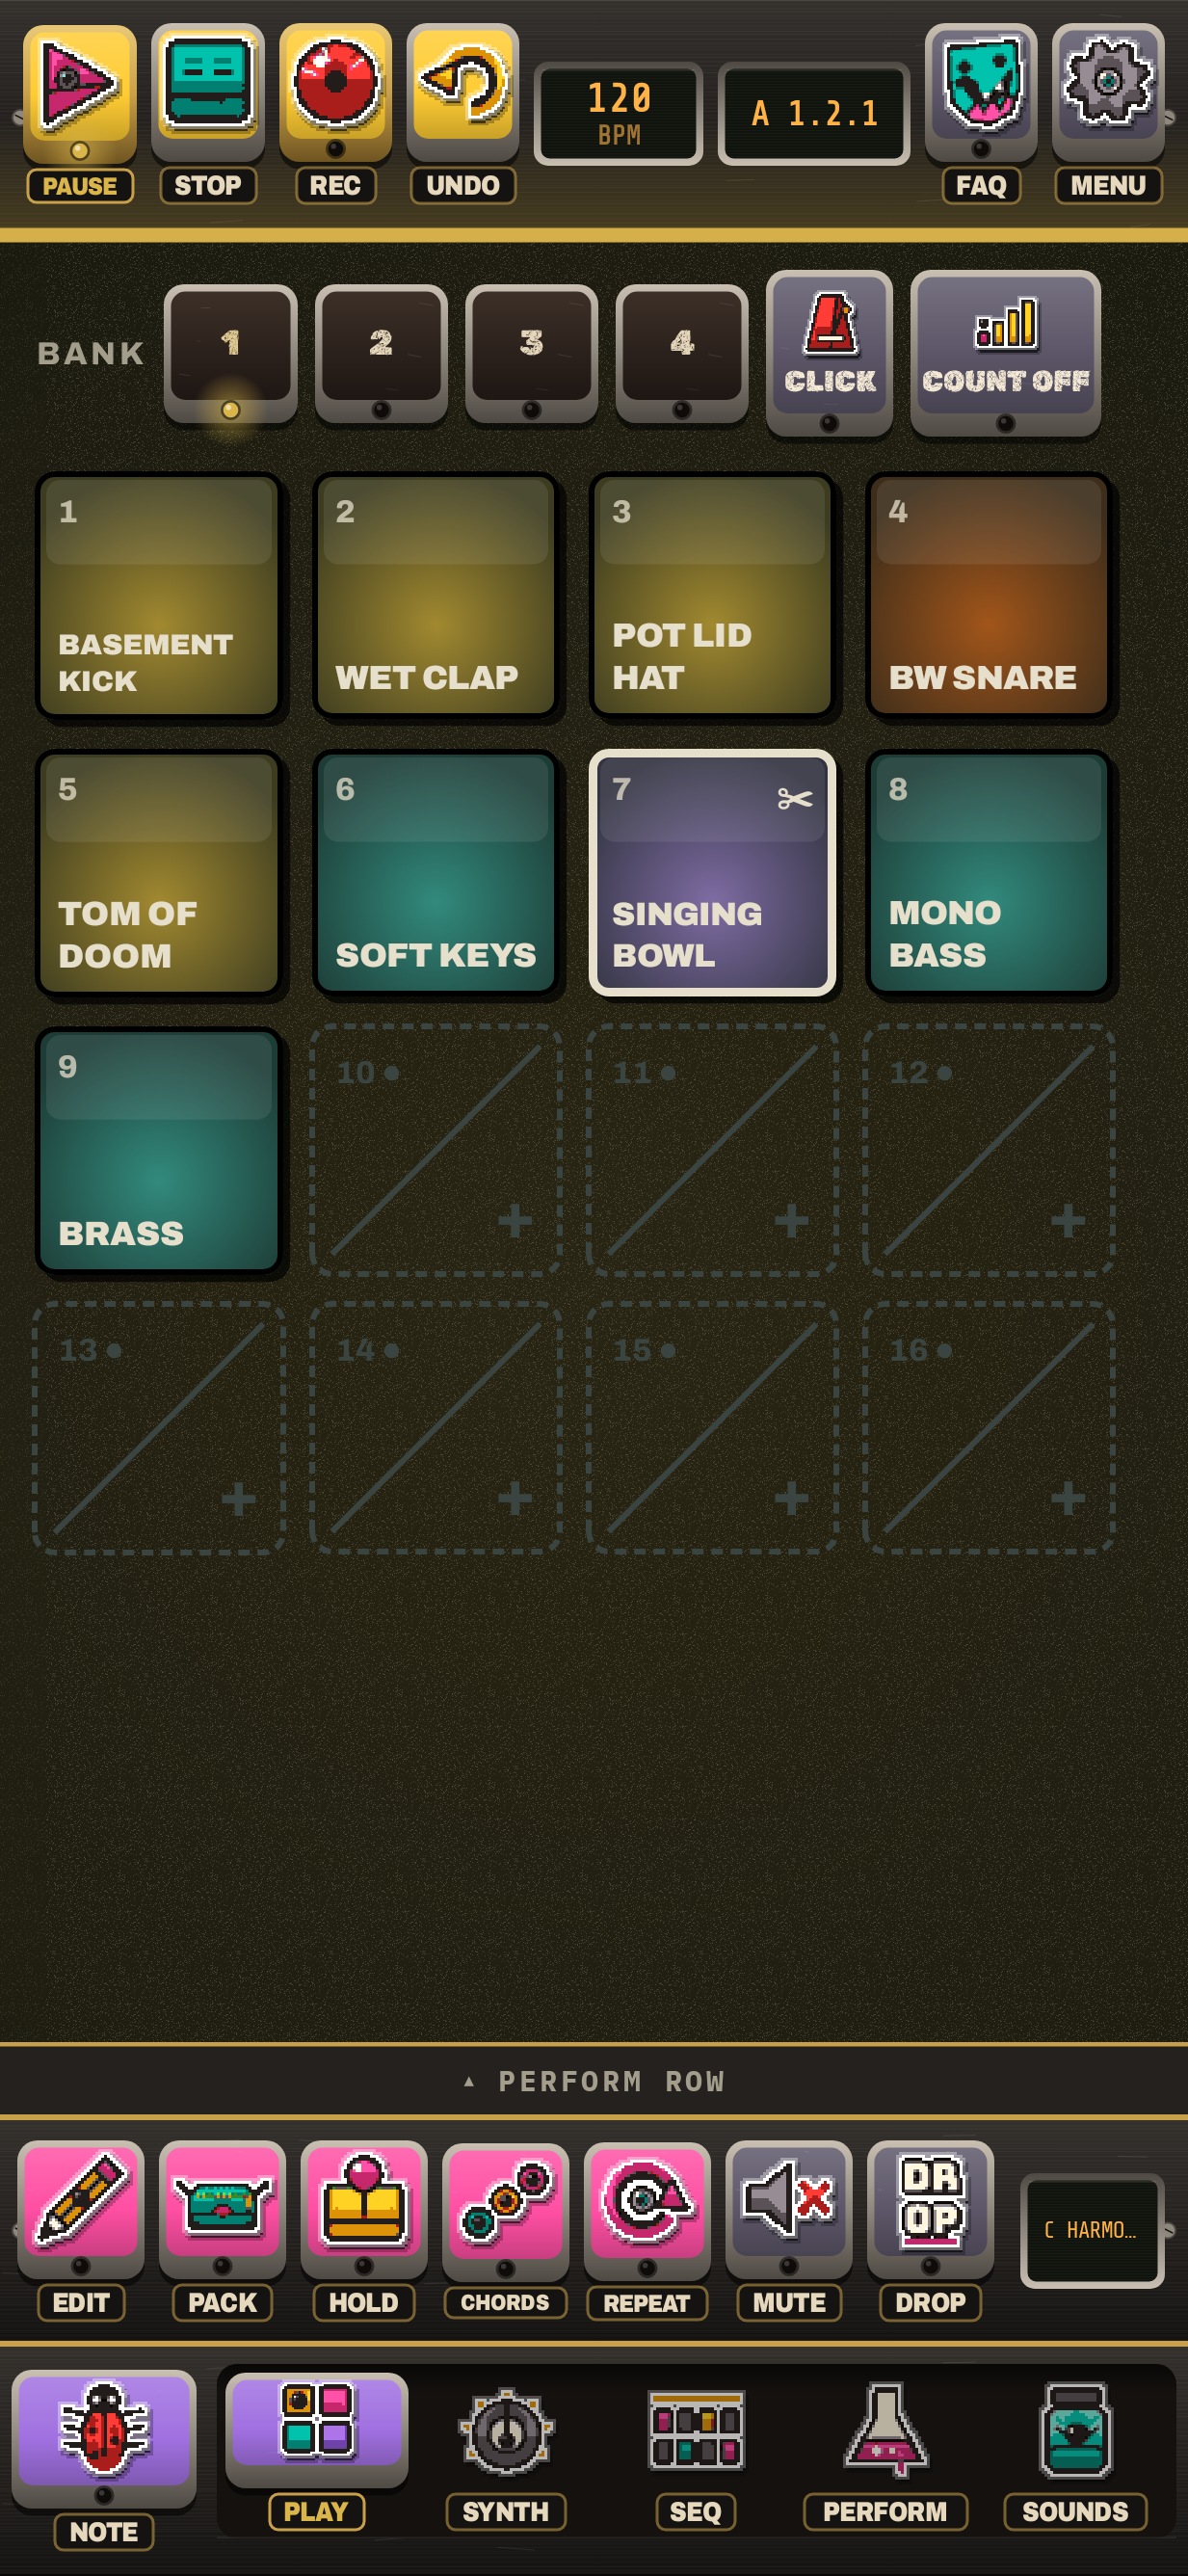 PAUSE
STOP
REC
UNDO
120
BPM
A 1.2.1
FAQ
MENU
BANK
1
2
3
4
CLICK
COUNT OFF
1
BASEMENT
KICK
2
WET CLAP
3
POT LID
HAT
4
BW SNARE
5
TOM OF
DOOM
6
SOFT KEYS
7
SINGING
BOWL
8
MONO
BASS
9
BRASS
10
11
12
13
14
15
16
▲ PERFORM ROW
DR
OP
EDIT
PACK
HOLD
CHORDS
REPEAT
MUTE
DROP
C HARMO…
NOTE
PLAY
SYNTH
SEQ
PERFORM
SOUNDS